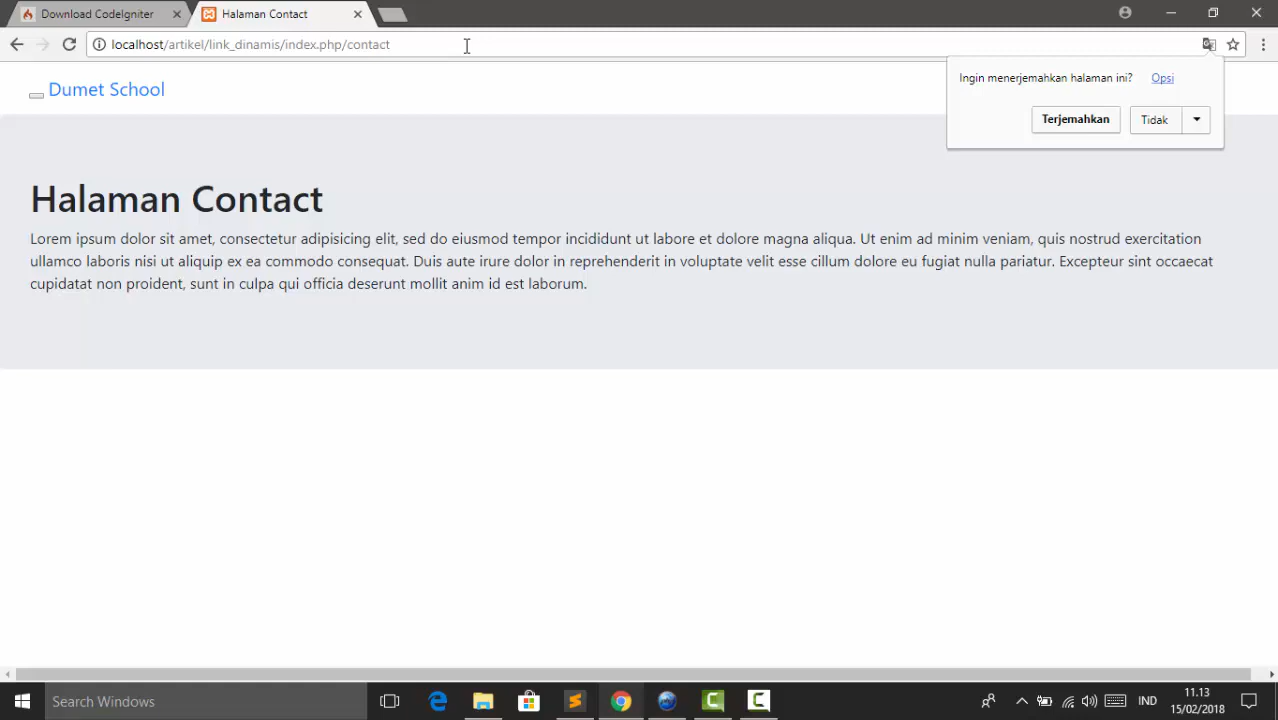 Download CodeIgniter
Halaman Contact
localhost/artikel/link_dinamis/index.php/contact
Ingin menerjemahkan halaman ini? Opsi
Terjemahkan Tidak
Dumet School
Halaman Contact
Lorem ipsum dolor sit amet, consectetur adipisicing elit, sed do eiusmod tempor incididunt ut labore et dolore magna aliqua. Ut enim ad minim veniam, quis nostrud exercitation
ullamco laboris nisi ut aliquip ex ea commodo consequat. Duis aute irure dolor in reprehenderit in voluptate velit esse cillum dolore eu fugiat nulla pariatur. Excepteur sint occaecat
cupidatat non proident, sunt in culpa qui officia deserunt mollit anim id est laborum.
Search Windows
IND
11.13
15/02/2018